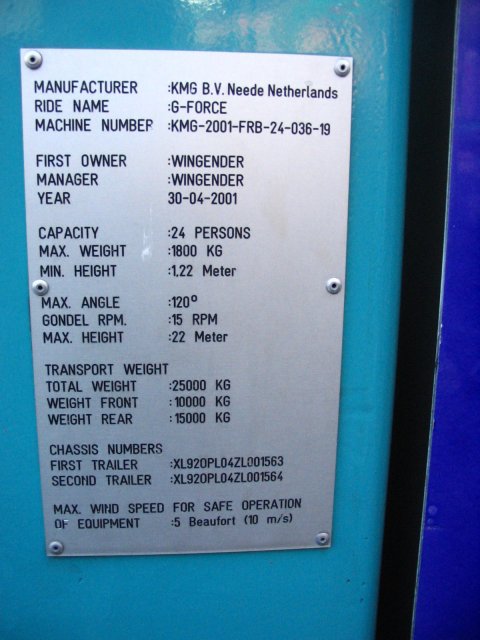 MANUFACTURER :KMG B.V. Neede Netherlands
RIDE NAME :G-FORCE
MACHINE NUMBER :KMG-2001-FRB-24-036-19
FIRST OWNER :WINGENDER
MANAGER :WINGENDER
YEAR 30-04-2001
CAPACITY :24 PERSONS
MAX. WEIGHT :1800 KG
MIN. HEIGHT :1,22 Meter
MAX. ANGLE :120°
GONDEL RPM. :15 RPM
MAX. HEIGHT :22 Meter
TRANSPORT WEIGHT
TOTAL WEIGHT :25000 KG
WEIGHT FRONT :10000 KG
WEIGHT REAR :15000 KG
CHASSIS NUMBERS
FIRST TRAILER :XL920PL04ZL001563
SECOND TRAILER :XL920PL04ZL001564
MAX. WIND SPEED FOR SAFE OPERATION
OF EQUIPMENT :5 Beaufort (10 m/s)